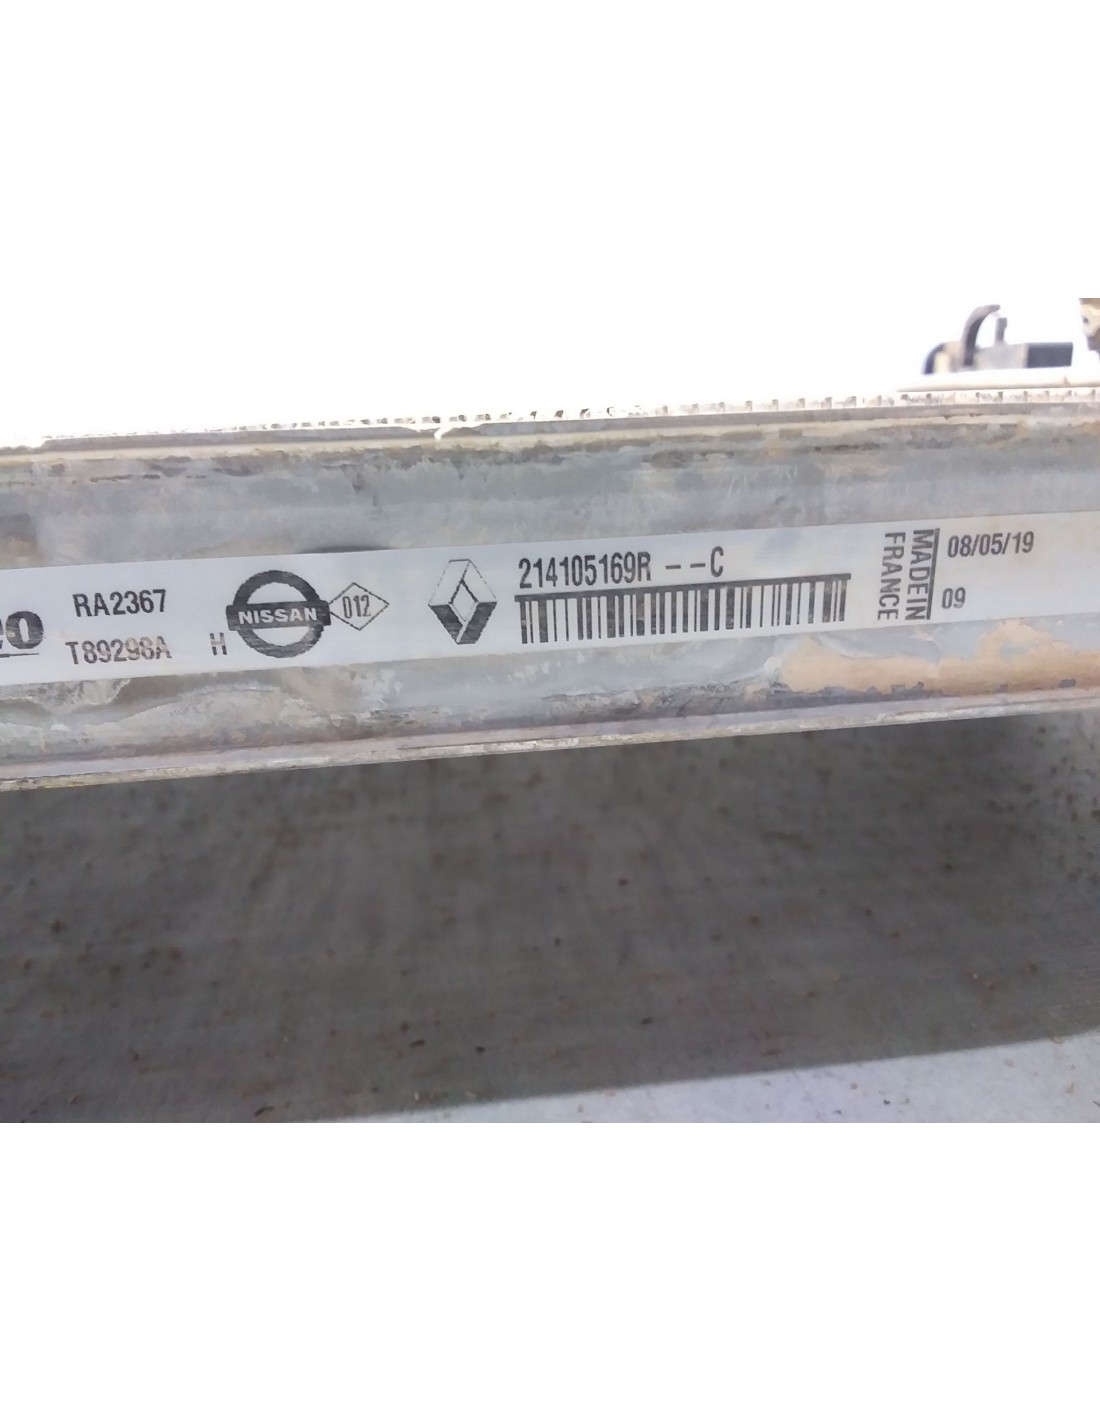 RA2367
T89298A
H
NISSAN
012
214105169R --C
MADE IN
FRANCE
08/05/19
09